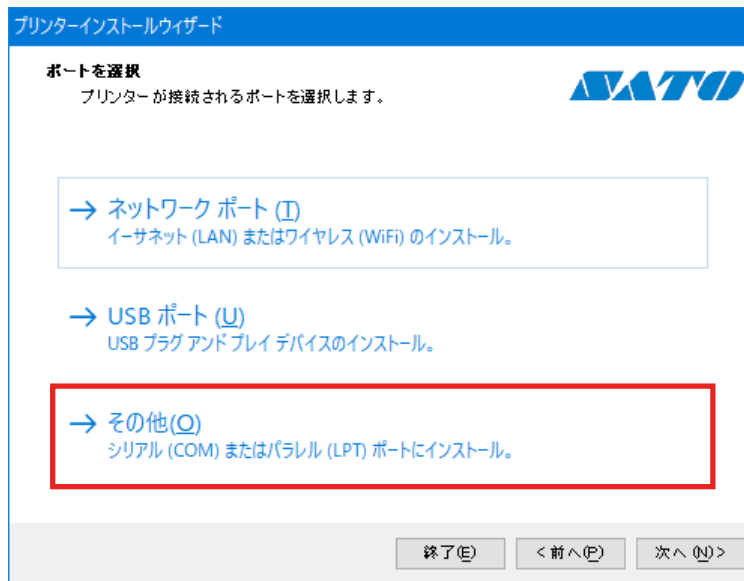 プリンターインストールウィザード
ポートを選択
プリンターが接続されるポートを選択します。
SATO
→ ネットワーク ポート (T)
イーサネット (LAN) またはワイヤレス (WiFi) のインストール。
→ USB ポート (U)
USB プラグ アンド プレイ デバイスのインストール。
→ その他(O)
シリアル (COM) またはパラレル (LPT) ポートにインストール。
終了(E) <前へ(P) 次へ(N)>